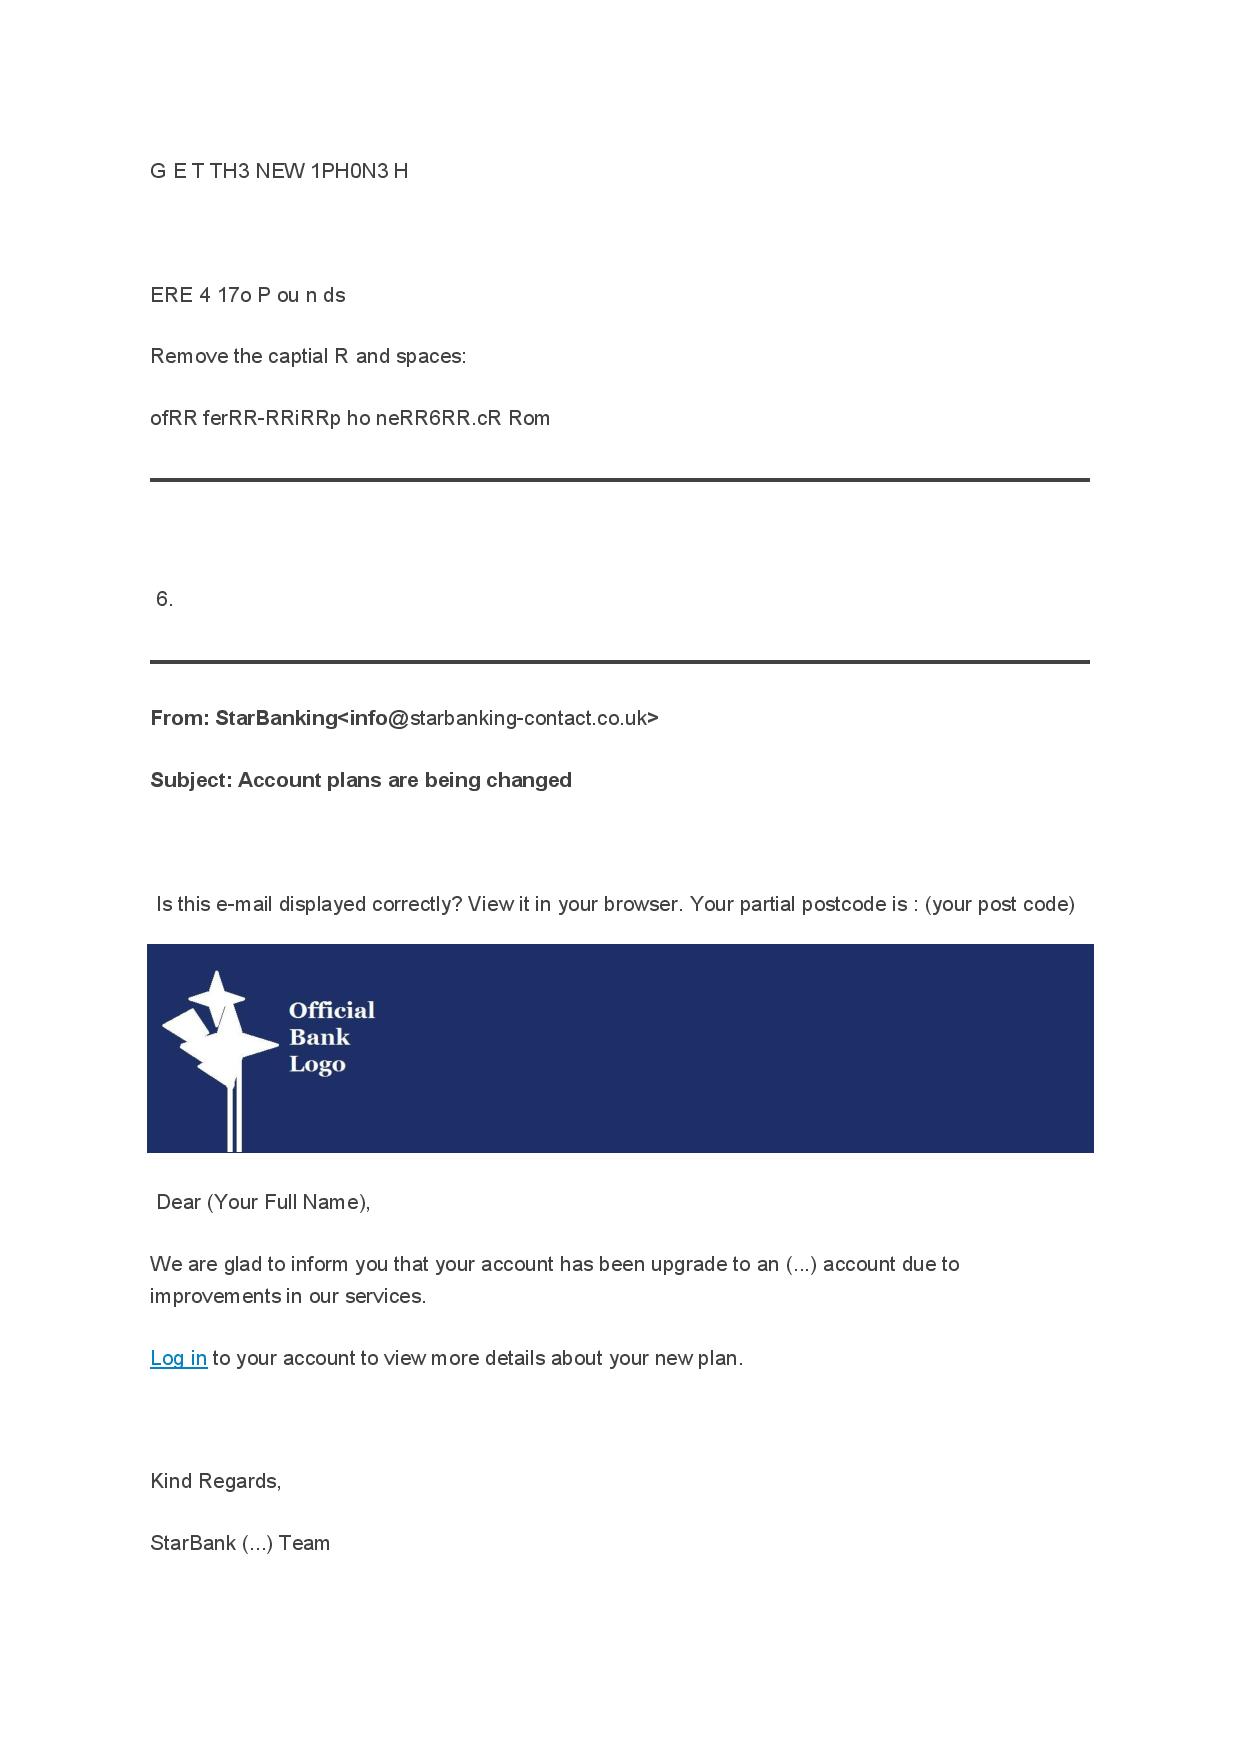 G E T TH3 NEW 1PH0N3 H
ERE 4 17o P ou n ds
Remove the captial R and spaces:
ofRR ferRR-RRiRRp ho neRR6RR.cR Rom
6.
From: StarBanking<info@starbanking-contact.co.uk>
Subject: Account plans are being changed
Is this e-mail displayed correctly? View it in your browser. Your partial postcode is : (your post code)
Official
Bank
Logo
Dear (Your Full Name),
We are glad to inform you that your account has been upgrade to an (...) account due to
improvements in our services.
Log in to your account to view more details about your new plan.
Kind Regards,
StarBank (...) Team